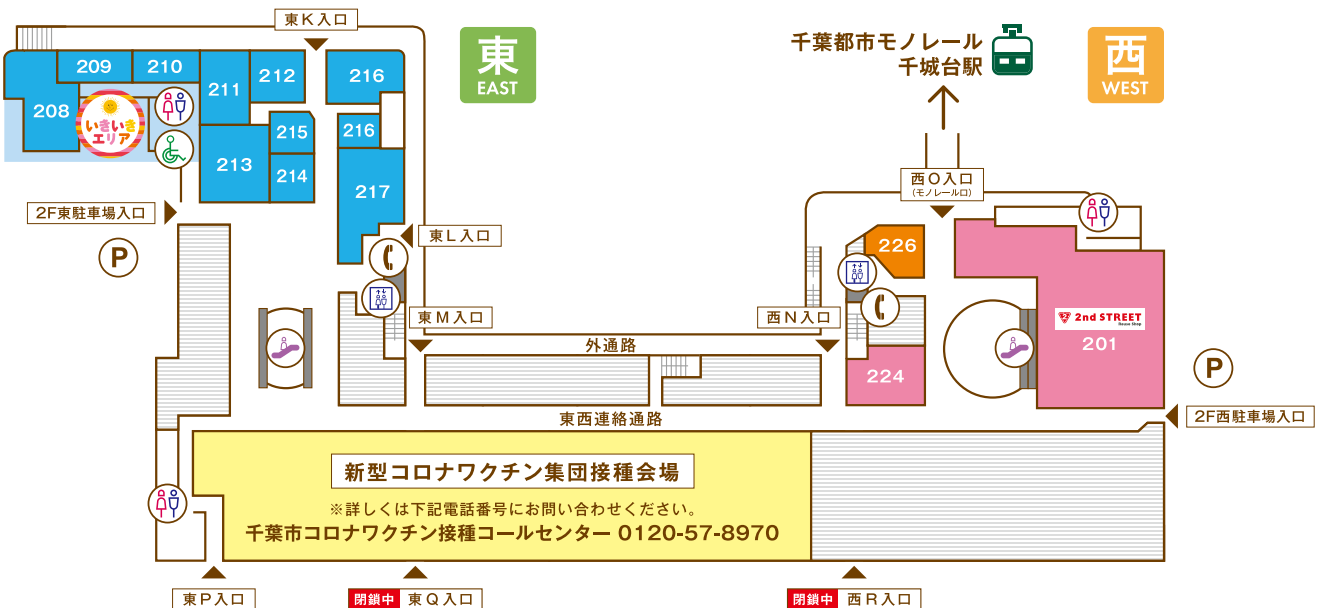 東K入口
東
EAST
千葉都市モノレール
千城台駅
西
WEST
209
210
211
212
216
208
いきいき
エリア
215
216
213
214
217
西O入口
(モノレール口)
2F東駐車場入口
P
東L入口
226
東M入口
西N入口
2nd STREET
Reuse Shop
201
外通路
224
P
東西連絡通路
2F西駐車場入口
新型コロナワクチン集団接種会場
※詳しくは下記電話番号にお問い合わせください。
千葉市コロナワクチン接種コールセンター 0120-57-8970
東P入口
閉鎖中 東Q入口
閉鎖中 西R入口